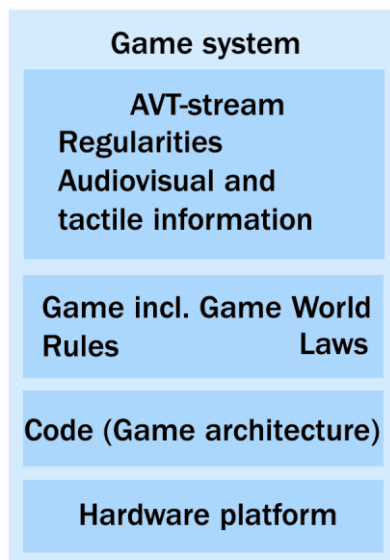 Game system
AVT-stream
Regularities
Audiovisual and
tactile information
Game incl. Game World
Rules Laws
Code (Game architecture)
Hardware platform